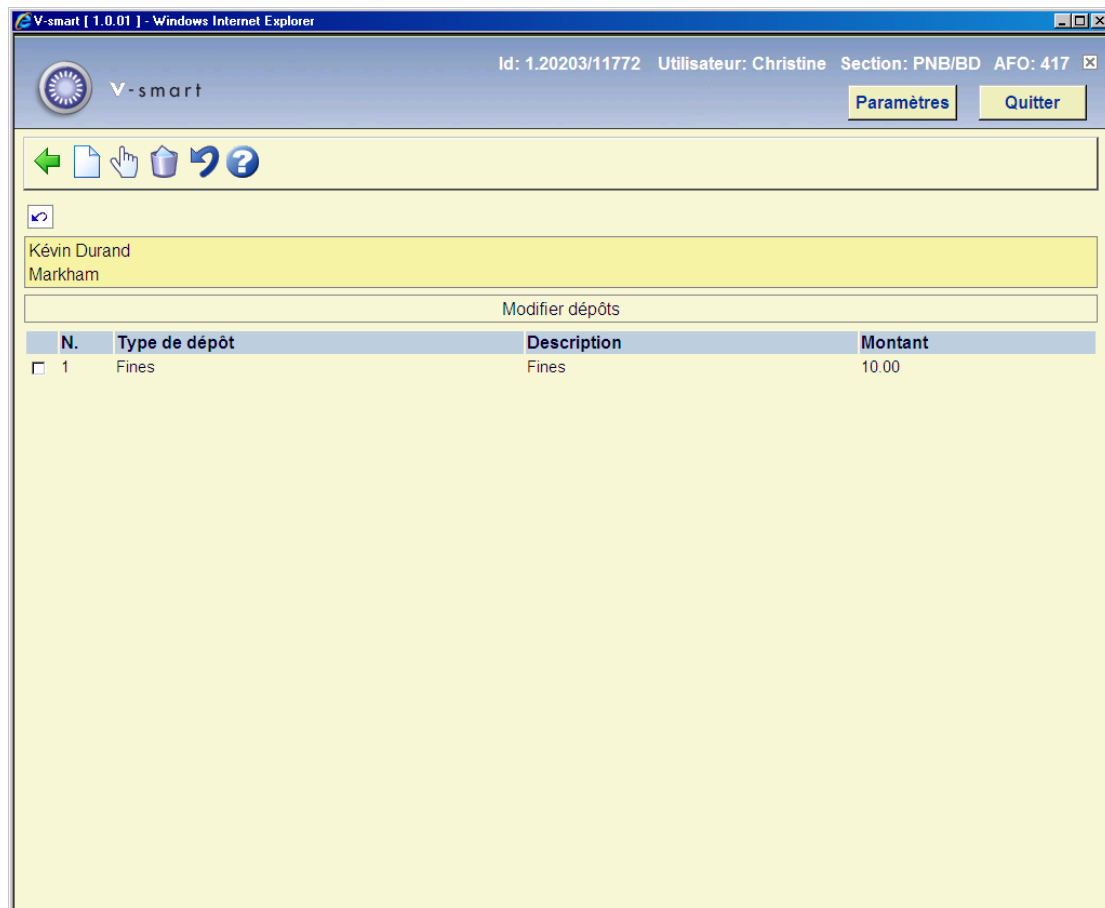 V-smart [ 1.0.01 ] - Windows Internet Explorer
Id: 1.20203/11772 Utilisateur: Christine Section: PNB/BD AFO: 417
V-smart
Paramètres Quitter
Kévin Durand
Markham
Modifier dépôts
N. Type de dépôt Description Montant
1 Fines Fines 10.00